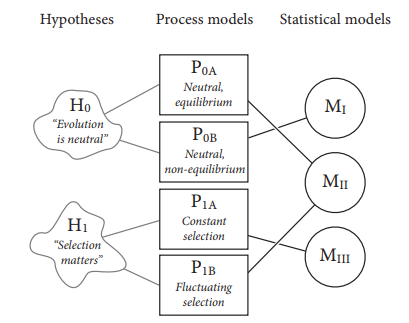 Hypotheses Process models Statistical models
P0A
Neutral,
equilibrium
H0
"Evolution
is neutral"
MI
P0B
Neutral,
non-equilibrium
MII
P1A
Constant
selection
H1
"Selection
matters"
MIII
P1B
Fluctuating
selection